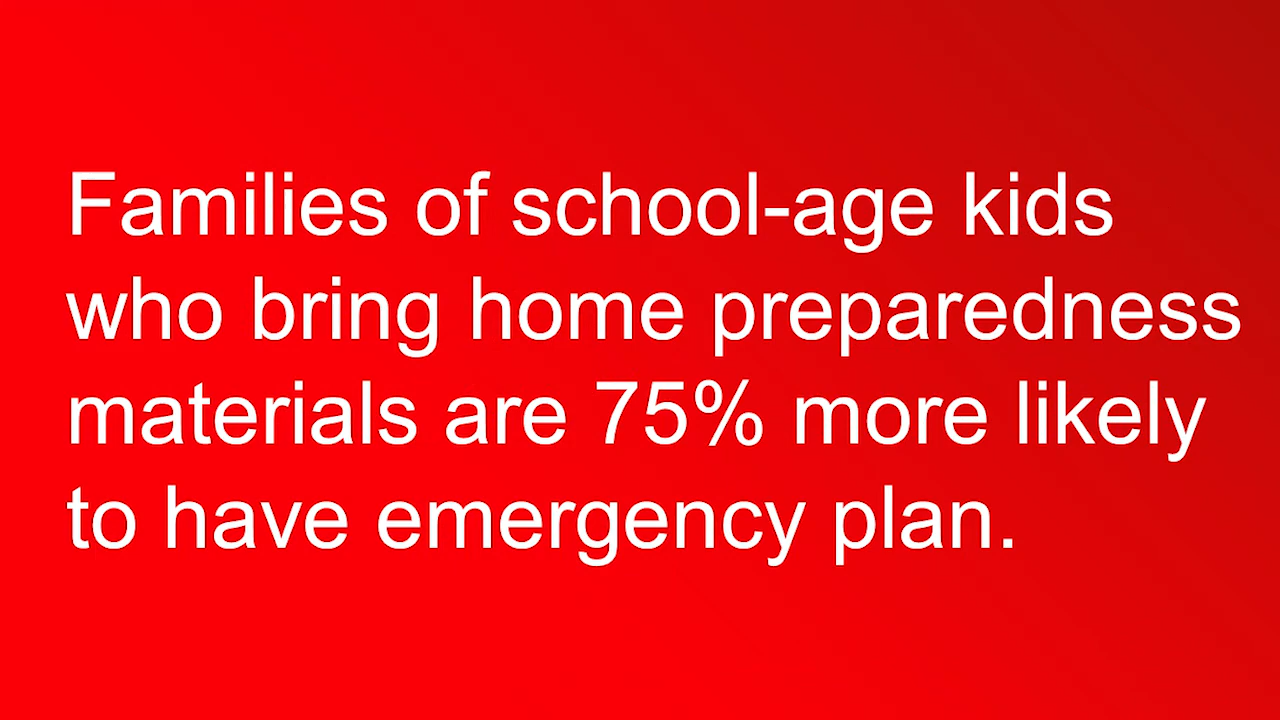 Families of school-age kids
who bring home preparedness
materials are 75% more likely
to have emergency plan.